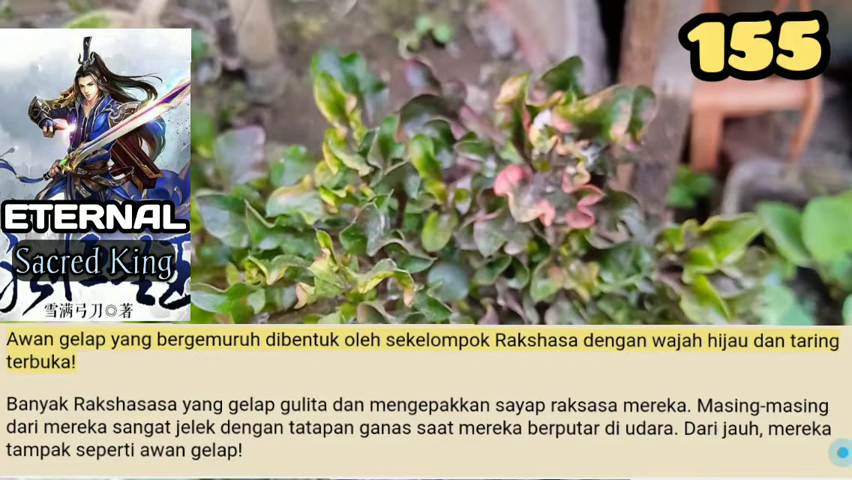 155
ETERNAL
Sacred King
雪满弓刀◎著
Awan gelap yang bergemuruh dibentuk oleh sekelompok Rakshasa dengan wajah hijau dan taring
terbuka!
Banyak Rakshasasa yang gelap gulita dan mengepakkan sayap raksasa mereka. Masing-masing
dari mereka sangat jelek dengan tatapan ganas saat mereka berputar di udara. Dari jauh, mereka
tampak seperti awan gelap!